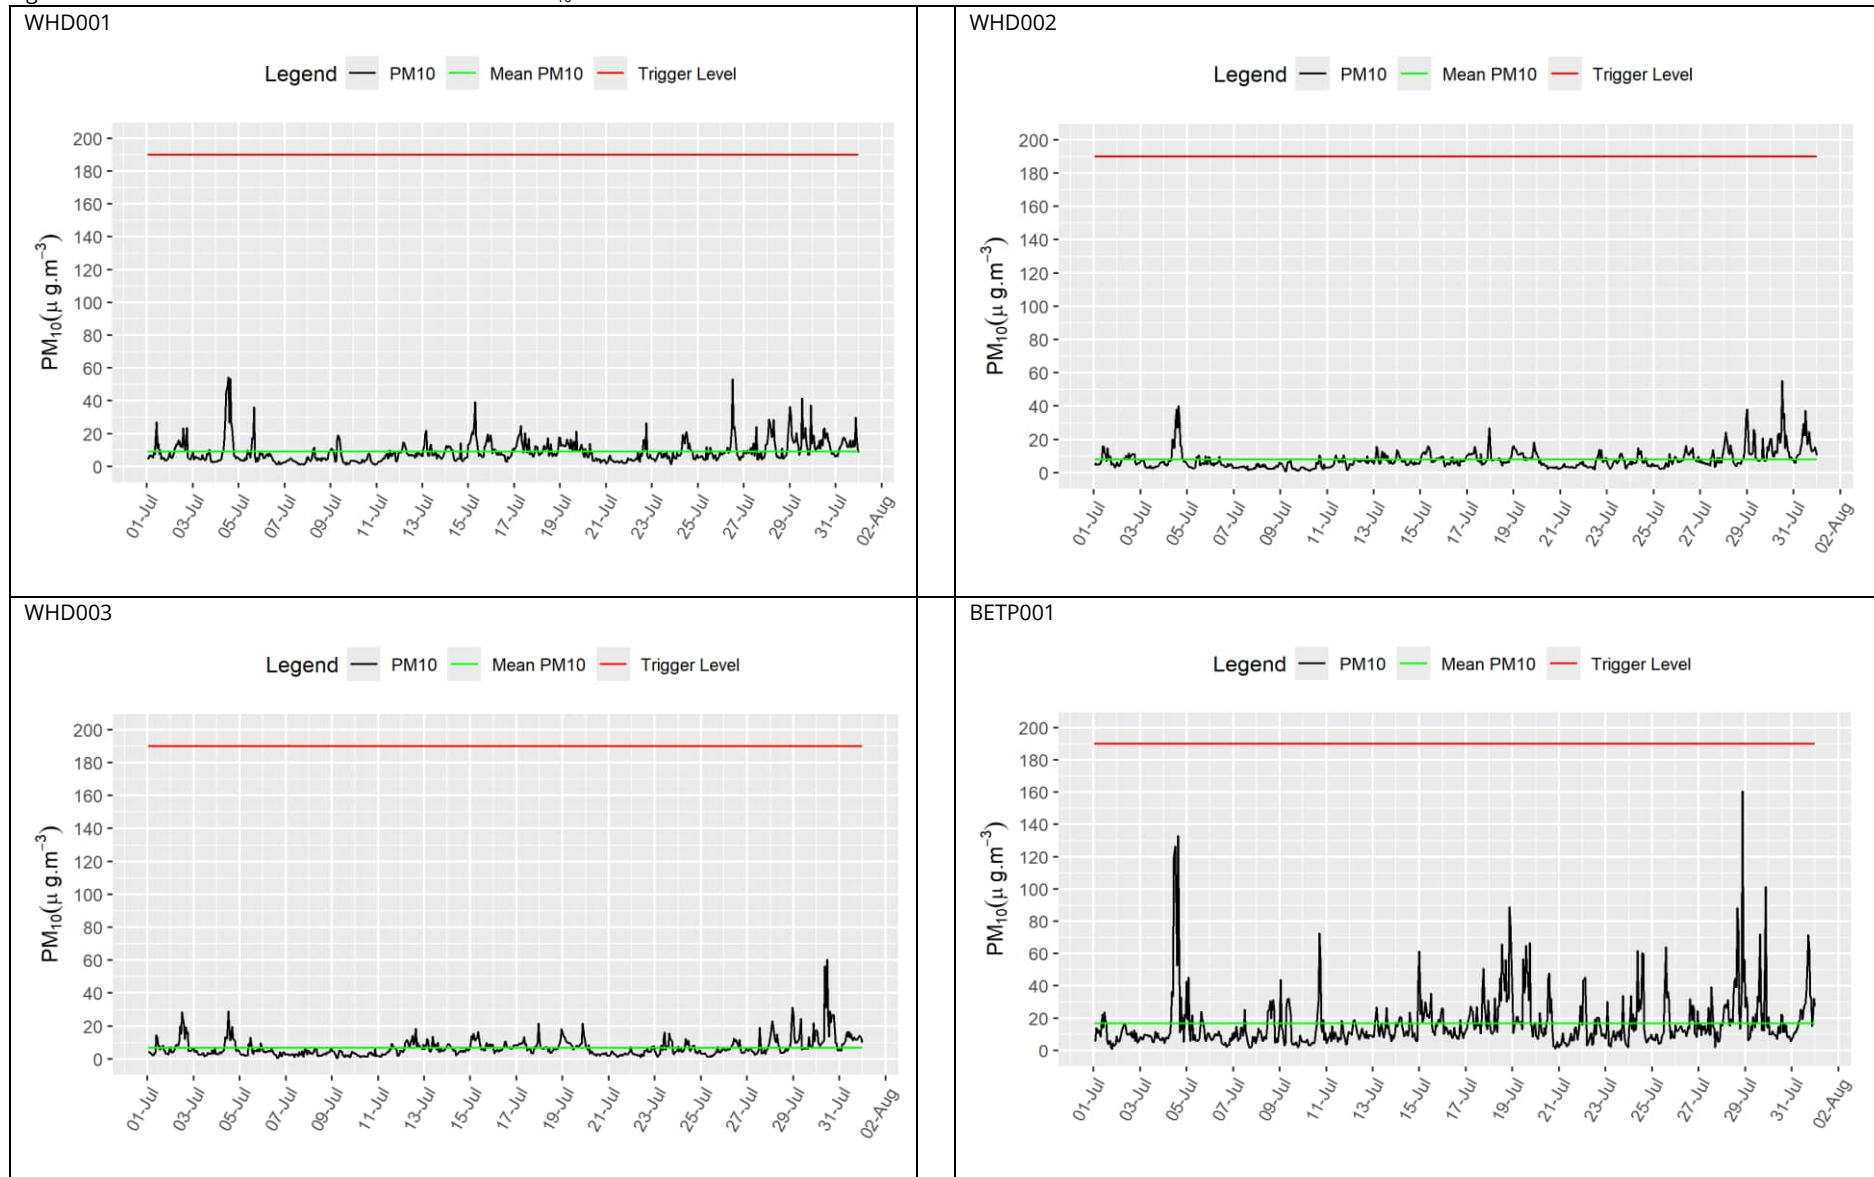 WHD001
Legend PM10 Mean PM10 Trigger Level
200
180
160
140
120
100
80
60
40
20
0
PM₁₀(μ g.m⁻³)
01-Jul 03-Jul 05-Jul 07-Jul 09-Jul 11-Jul 13-Jul 15-Jul 17-Jul 19-Jul 21-Jul 23-Jul 25-Jul 27-Jul 29-Jul 31-Jul 02-Aug
WHD002
Legend PM10 Mean PM10 Trigger Level
200
180
160
140
120
100
80
60
40
20
0
PM₁₀(μ g.m⁻³)
01-Jul 03-Jul 05-Jul 07-Jul 09-Jul 11-Jul 13-Jul 15-Jul 17-Jul 19-Jul 21-Jul 23-Jul 25-Jul 27-Jul 29-Jul 31-Jul 02-Aug
WHD003
Legend PM10 Mean PM10 Trigger Level
200
180
160
140
120
100
80
60
40
20
0
PM₁₀(μ g.m⁻³)
01-Jul 03-Jul 05-Jul 07-Jul 09-Jul 11-Jul 13-Jul 15-Jul 17-Jul 19-Jul 21-Jul 23-Jul 25-Jul 27-Jul 29-Jul 31-Jul 02-Aug
BETP001
Legend PM10 Mean PM10 Trigger Level
200
180
160
140
120
100
80
60
40
20
0
PM₁₀(μ g.m⁻³)
01-Jul 03-Jul 05-Jul 07-Jul 09-Jul 11-Jul 13-Jul 15-Jul 17-Jul 19-Jul 21-Jul 23-Jul 25-Jul 27-Jul 29-Jul 31-Jul 02-Aug